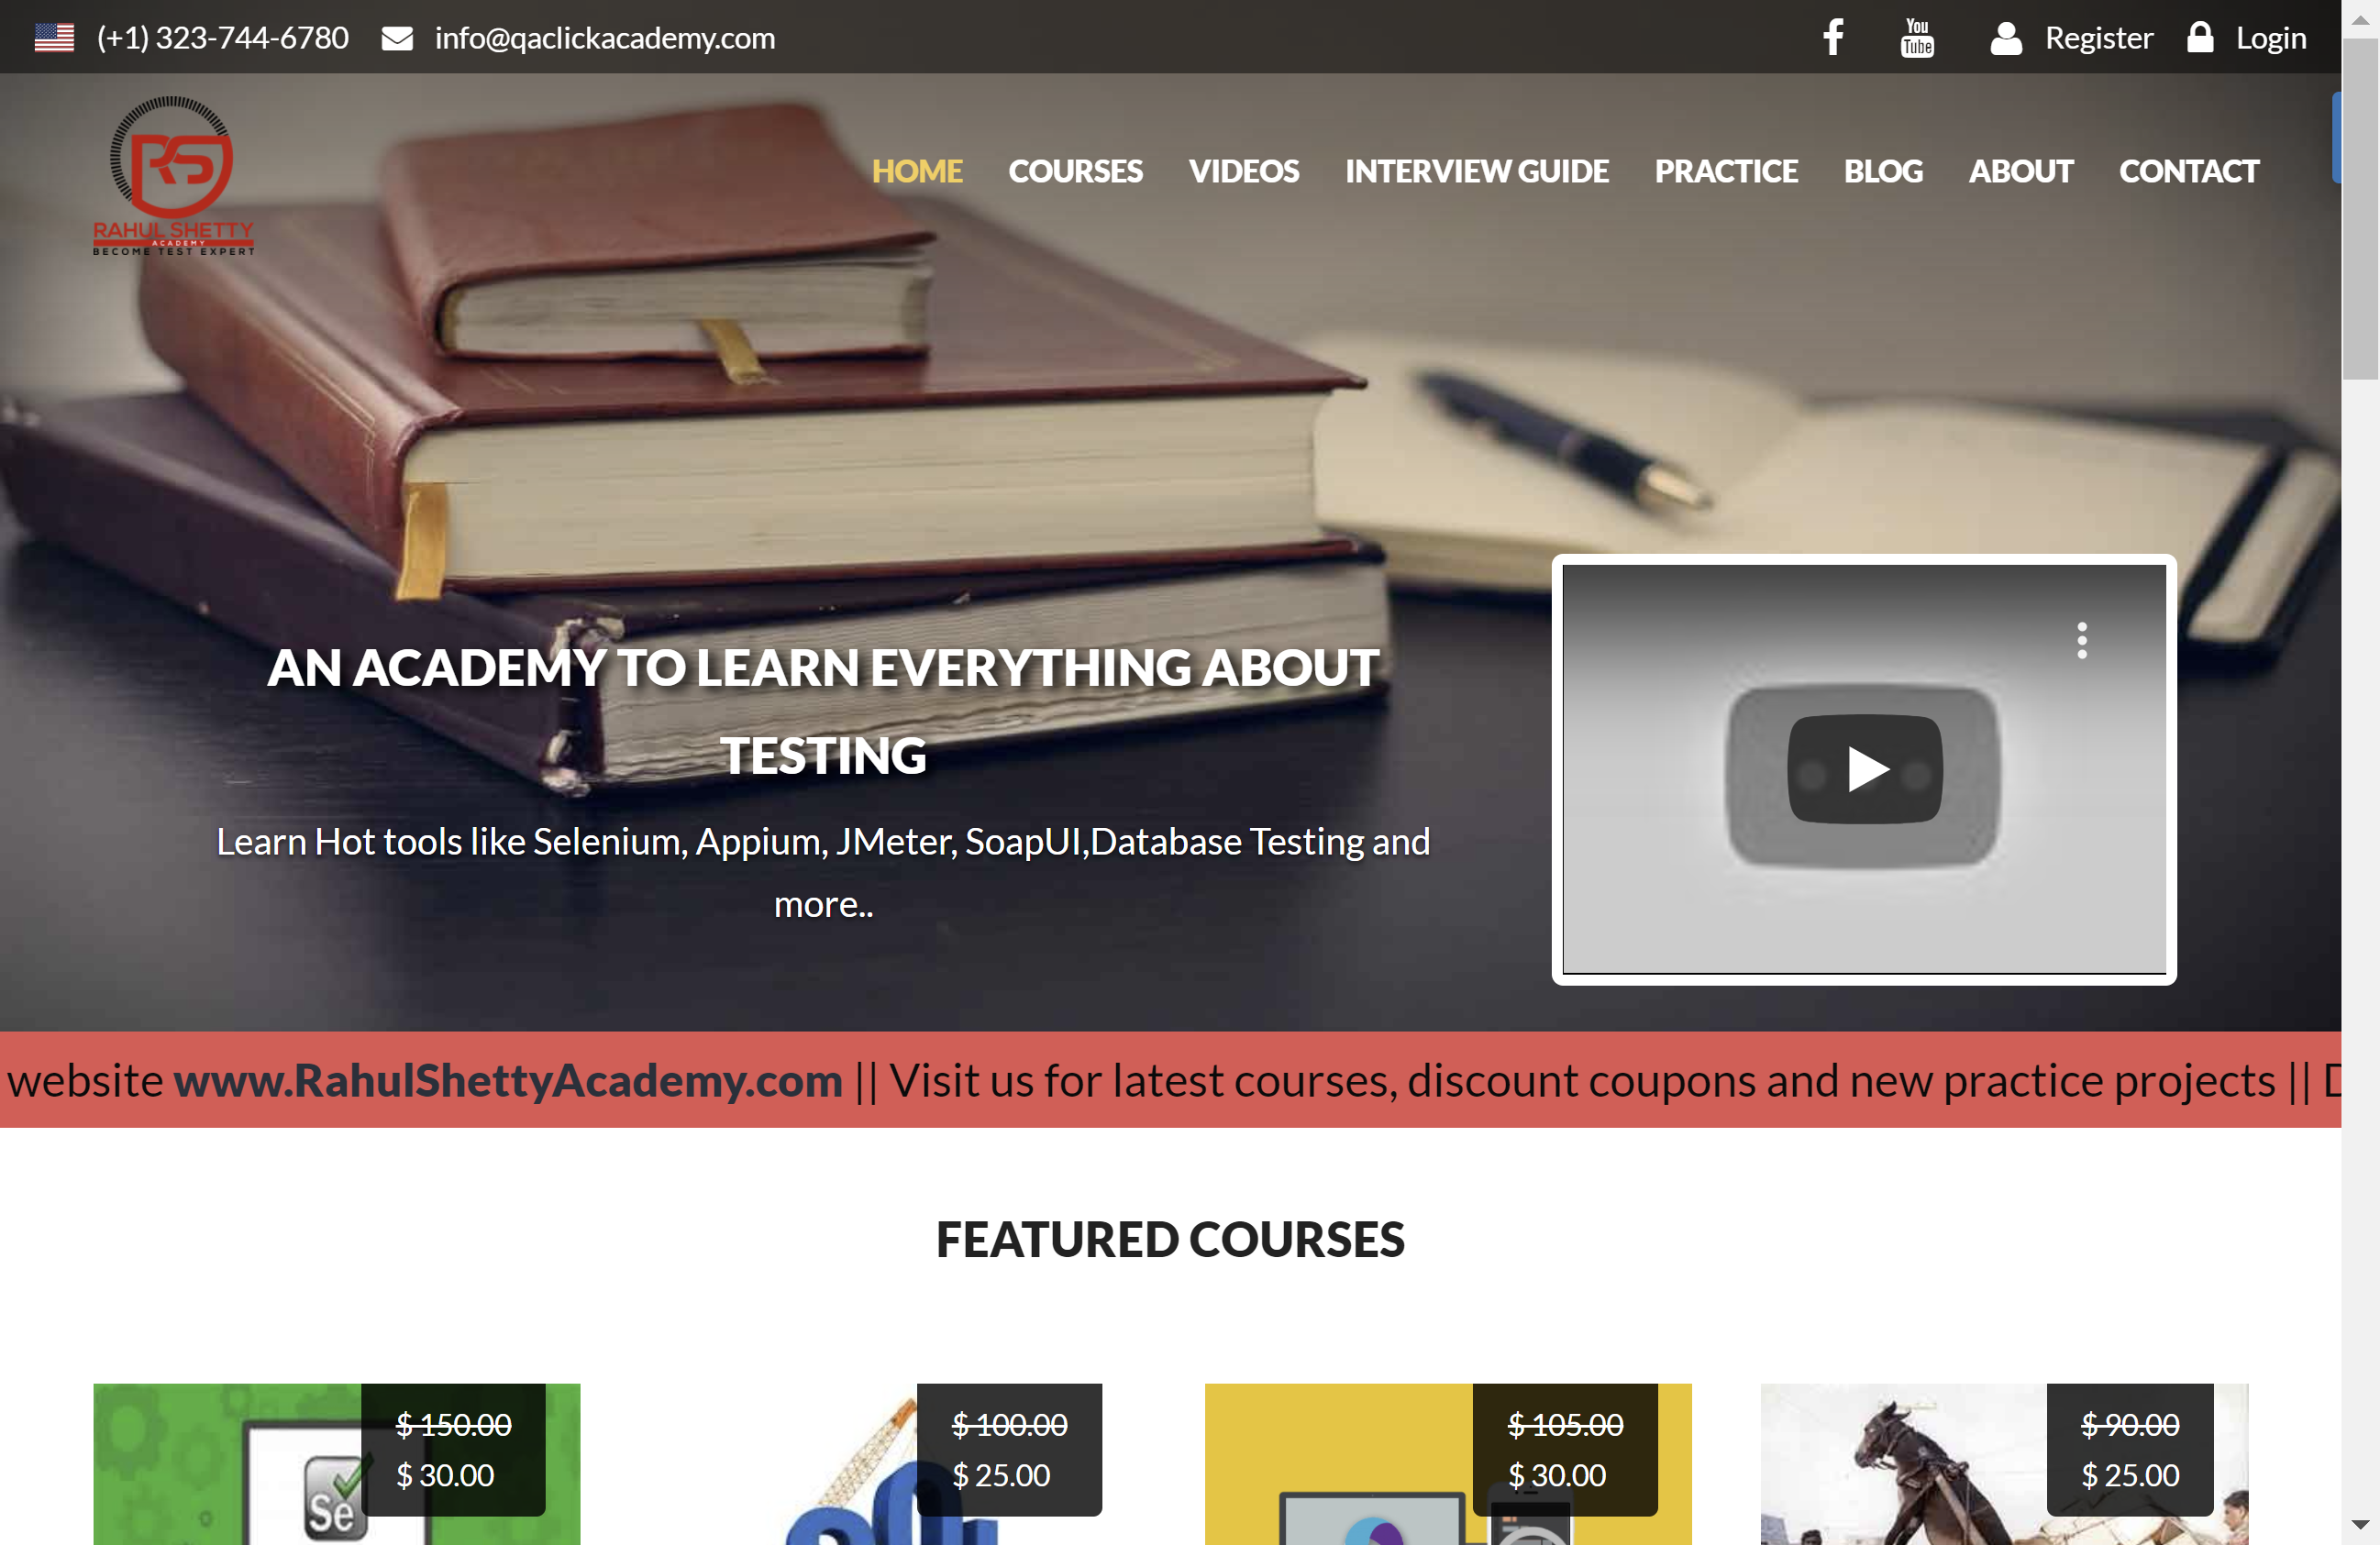 (+1) 323-744-6780 info@qaclickacademy.com You Tube Register Login
RS
RAHUL SHETTY
ACADEMY
BECOME TEST EXPERT
HOME COURSES VIDEOS INTERVIEW GUIDE PRACTICE BLOG ABOUT CONTACT
AN ACADEMY TO LEARN EVERYTHING ABOUT
TESTING
Learn Hot tools like Selenium, Appium, JMeter, SoapUI,Database Testing and
more..
website www.RahulShettyAcademy.com || Visit us for latest courses, discount coupons and new practice projects ||
FEATURED COURSES
$ 150.00 $ 100.00 $ 105.00 $ 90.00
$ 30.00 $ 25.00 $ 30.00 $ 25.00
Se